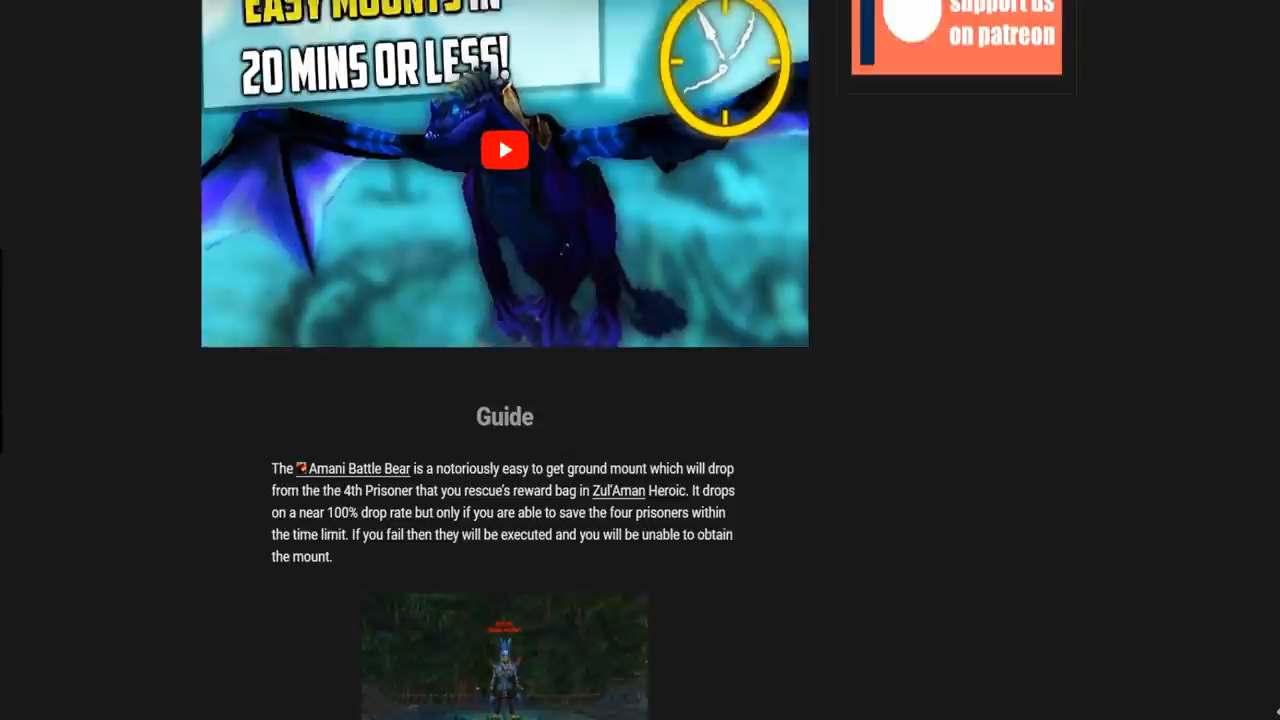 EASY MOUNTS IN
20 MINS OR LESS!
support us
on patreon
Guide
The Amani Battle Bear is a notoriously easy to get ground mount which will drop
from the the 4th Prisoner that you rescue's reward bag in Zul'Aman Heroic. It drops
on a near 100% drop rate but only if you are able to save the four prisoners within
the time limit. If you fail then they will be executed and you will be unable to obtain
the mount.